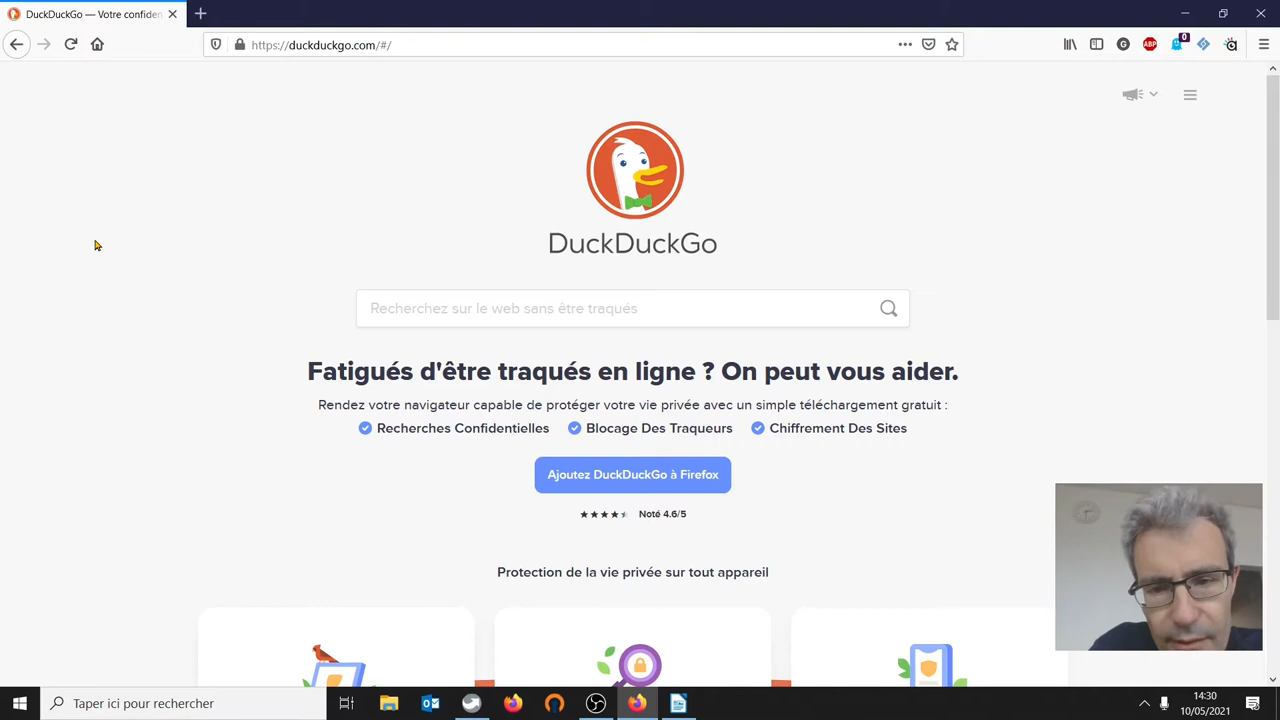 DuckDuckGo — Votre confiden
https://duckduckgo.com/#/
G
ABP
0
DuckDuckGo
Recherchez sur le web sans être traqués
Fatigués d'être traqués en ligne ? On peut vous aider.
Rendez votre navigateur capable de protéger votre vie privée avec un simple téléchargement gratuit :
Recherches Confidentielles Blocage Des Traqueurs Chiffrement Des Sites
Ajoutez DuckDuckGo à Firefox
Noté 4.6/5
Protection de la vie privée sur tout appareil
Taper ici pour rechercher
14:30
10/05/2021